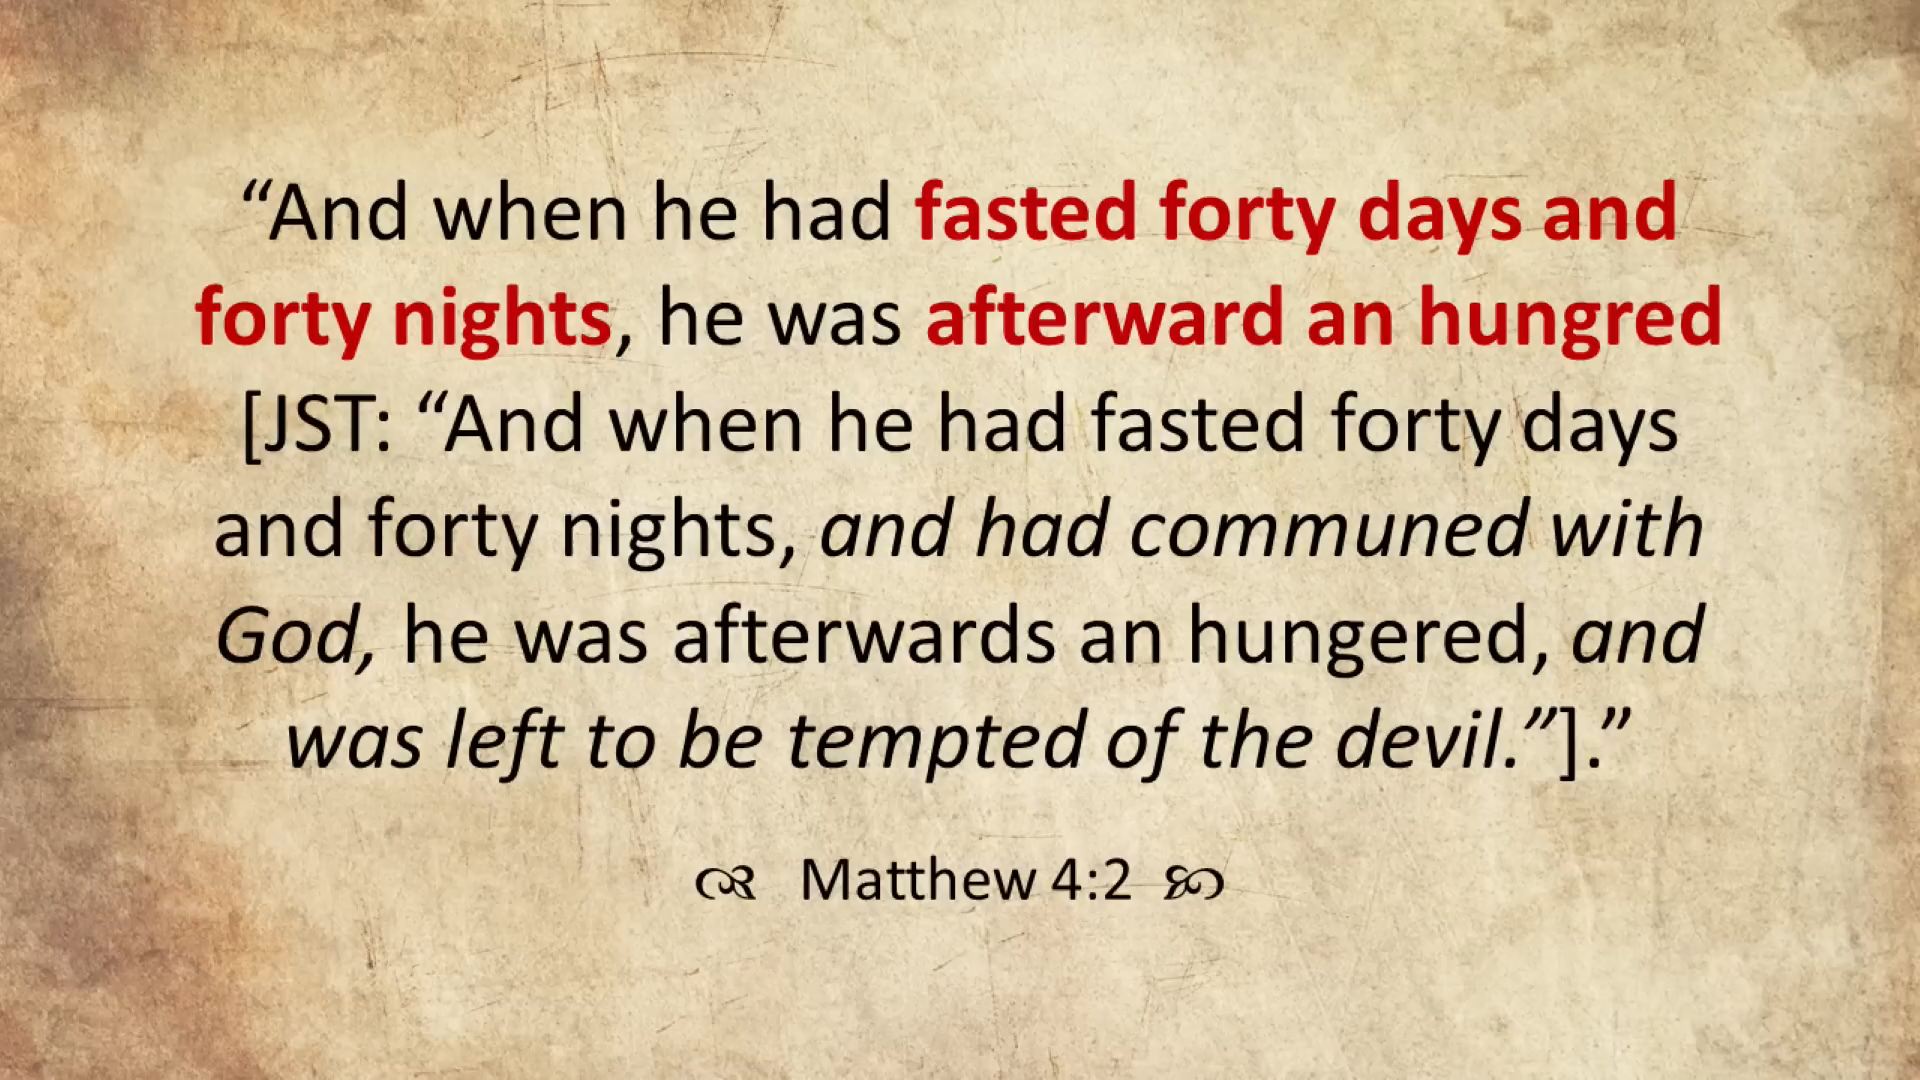 “And when he had fasted forty days and
forty nights, he was afterward an hungred
[JST: “And when he had fasted forty days
and forty nights, and had communed with
God, he was afterwards an hungered, and
was left to be tempted of the devil.”].”
Matthew 4:2